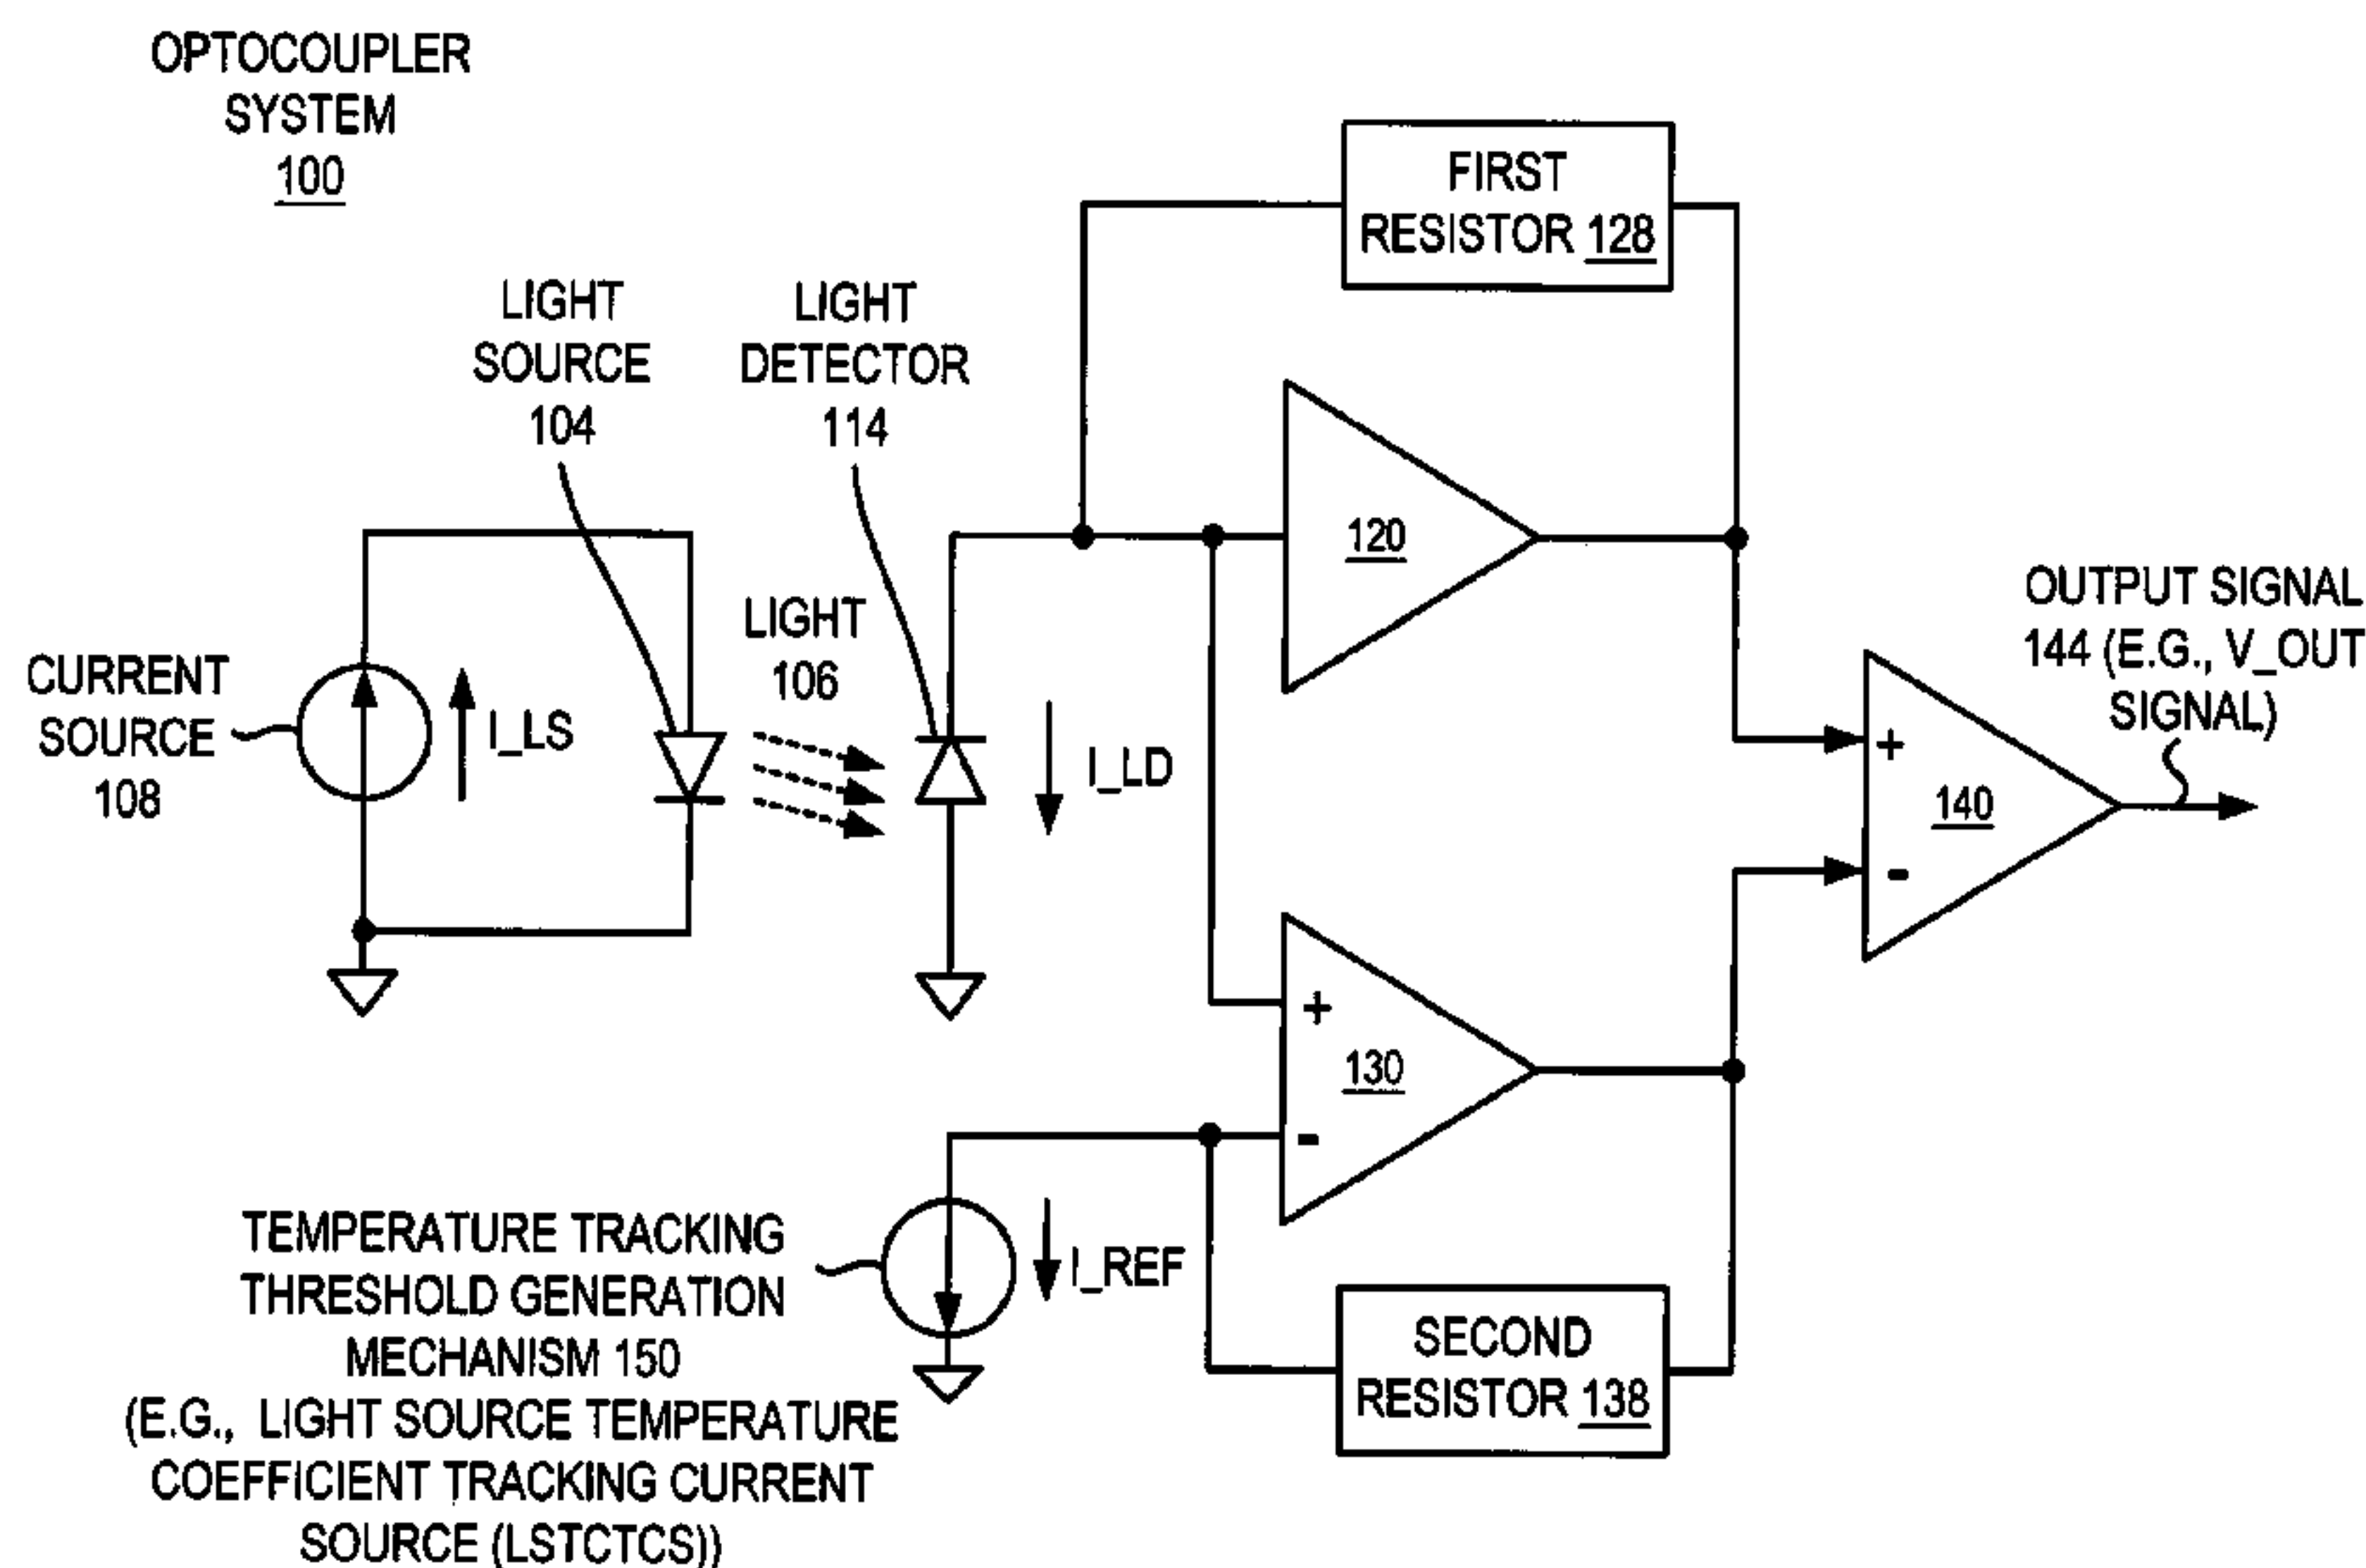 OPTOCOUPLER
SYSTEM
100
FIRST
RESISTOR 128
LIGHT
SOURCE
104
LIGHT
DETECTOR
114
120
LIGHT
106
CURRENT
SOURCE
108
I_LS
I_LD
OUTPUT SIGNAL
144 (E.G., V_OUT
SIGNAL)
+
140
-
+
130
-
TEMPERATURE TRACKING
THRESHOLD GENERATION
MECHANISM 150
(E.G., LIGHT SOURCE TEMPERATURE
COEFFICIENT TRACKING CURRENT
SOURCE (LSTCTCS))
I_REF
SECOND
RESISTOR 138